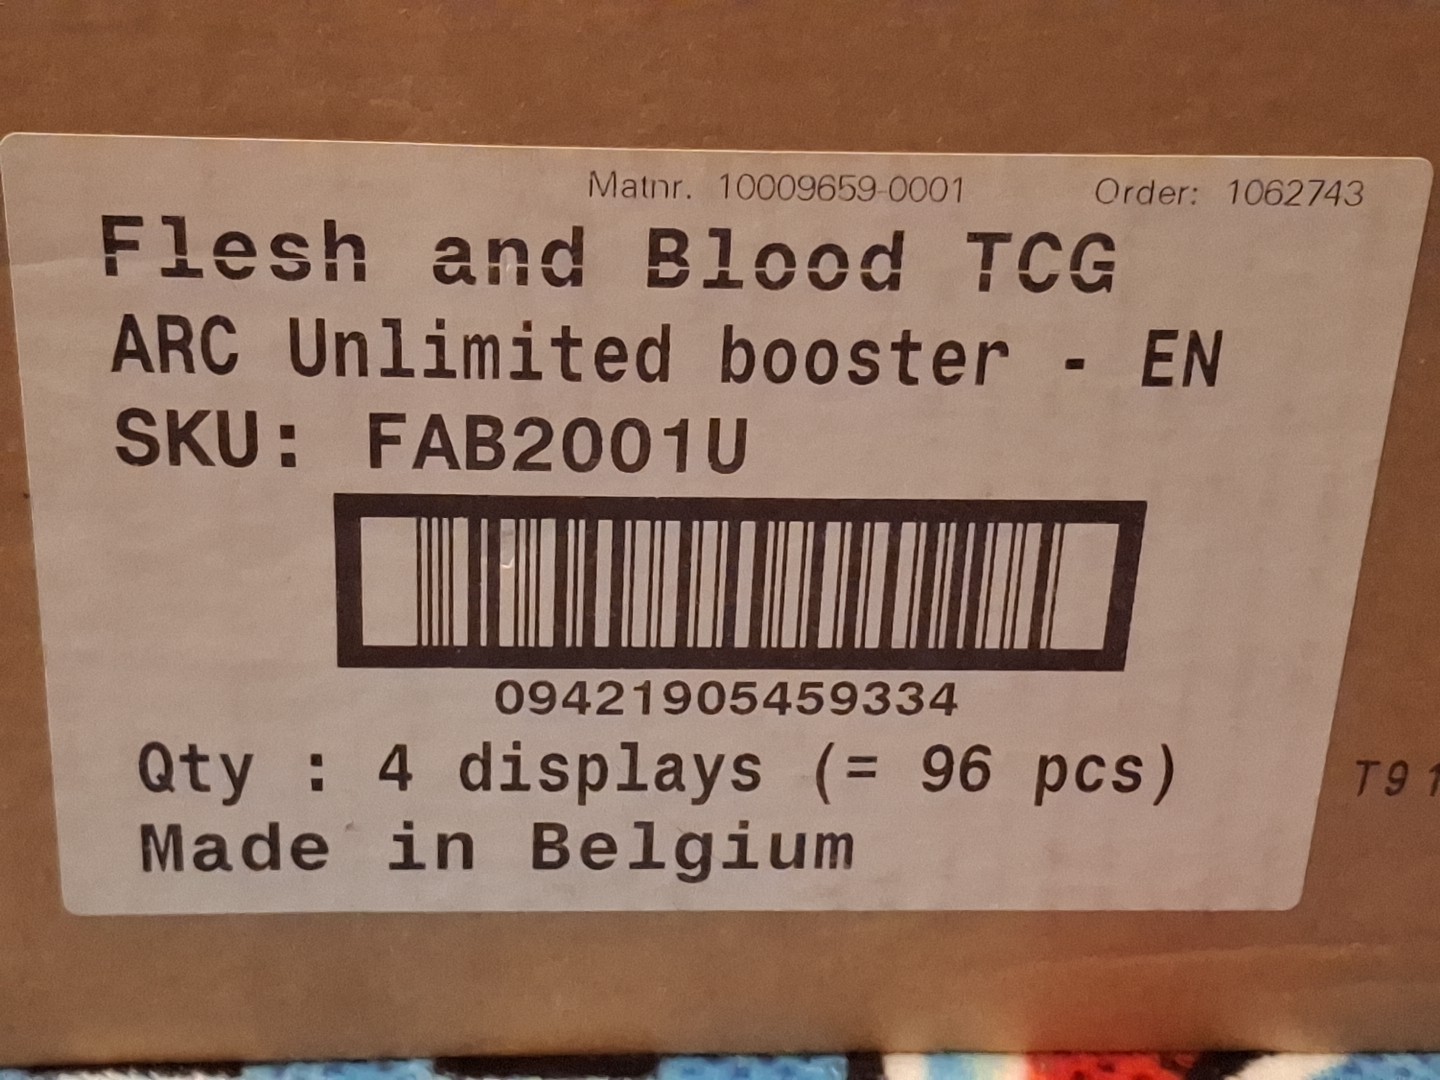 Matnr. 10009659-0001 Order: 1062743
Flesh and Blood TCG
ARC Unlimited booster - EN
SKU: FAB2001U
09421905459334
Qty : 4 displays (= 96 pcs)
T91
Made in Belgium